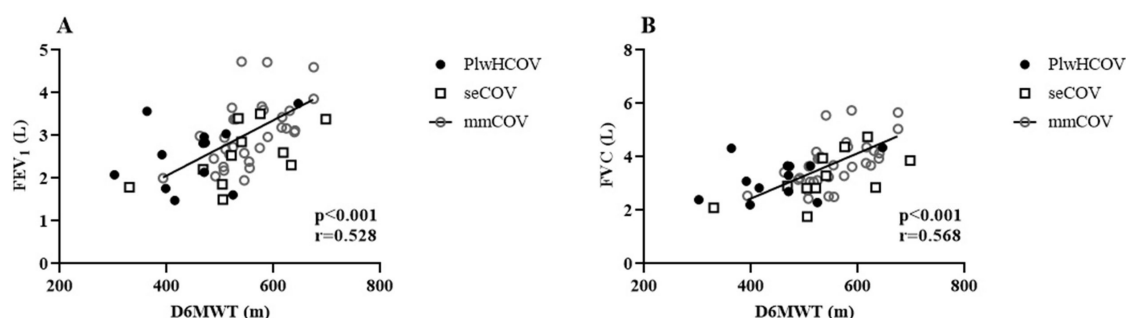 A
FEV1 (L)
5
4
3
2
1
0
200
400
600
800
D6MWT (m)
p<0.001
r=0.528
PlwHCOV
seCOV
mmCOV
B
FVC (L)
8
6
4
2
0
200
400
600
800
D6MWT (m)
p<0.001
r=0.568
PlwHCOV
seCOV
mmCOV